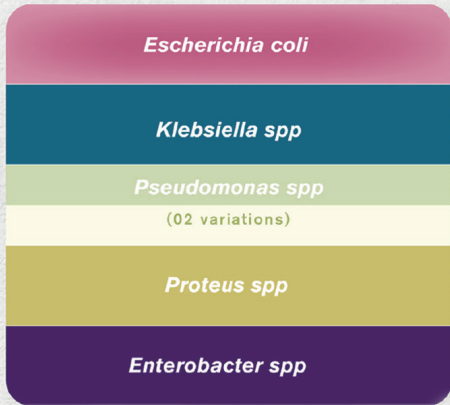 Escherichia coli
Klebsiella spp
Pseudomonas spp
(02 variations)
Proteus spp
Enterobacter spp